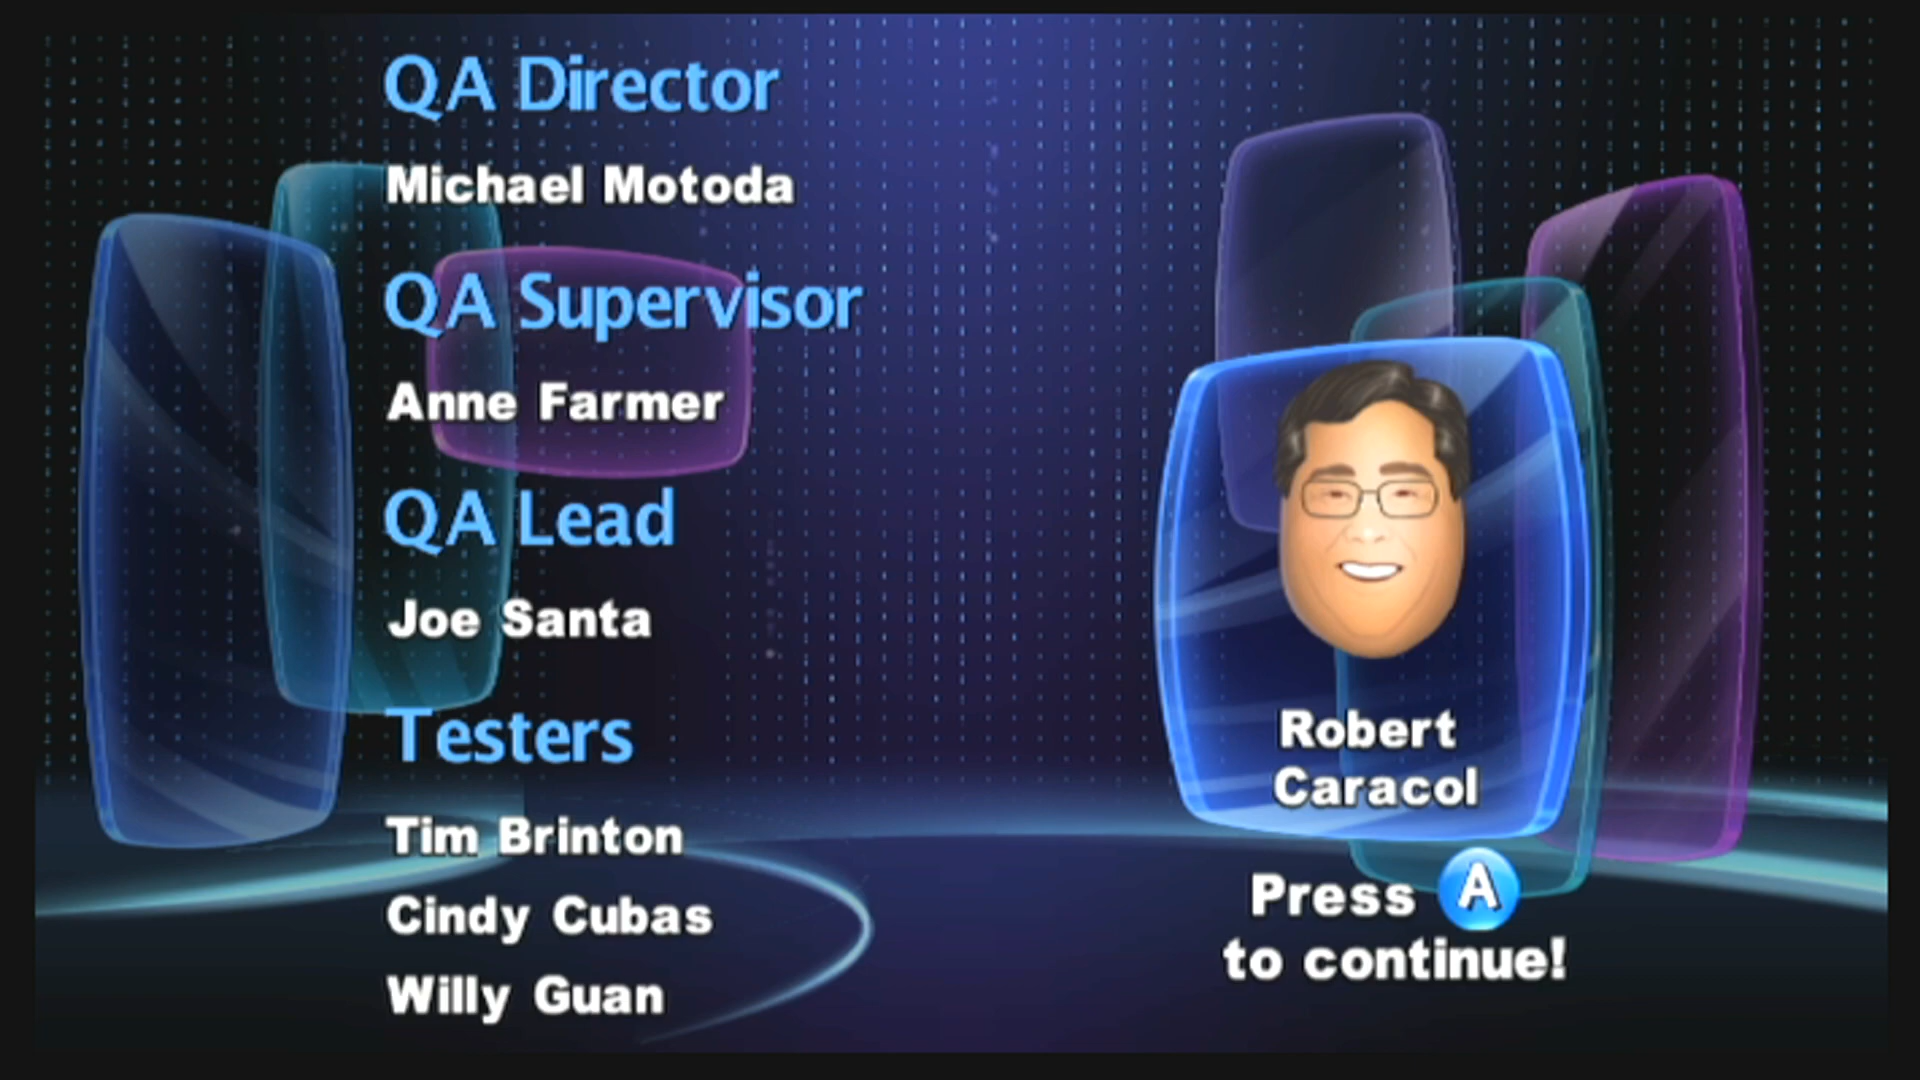 QA Director
Michael Motoda
QA Supervisor
Anne Farmer
QA Lead
Joe Santa
Testers
Tim Brinton
Cindy Cubas
Willy Guan
Robert
Caracol
Press A
to continue!